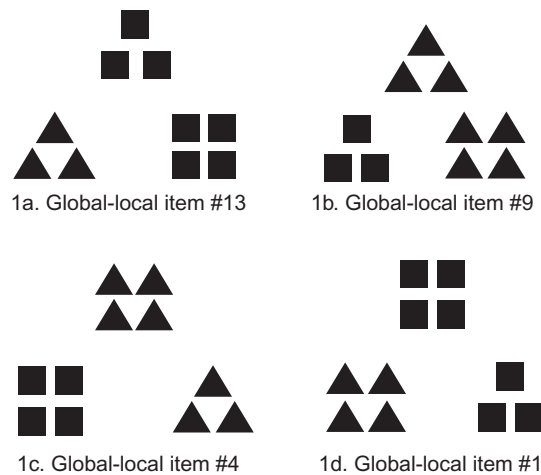 1a. Global-local item #13
1b. Global-local item #9
1c. Global-local item #4
1d. Global-local item #1